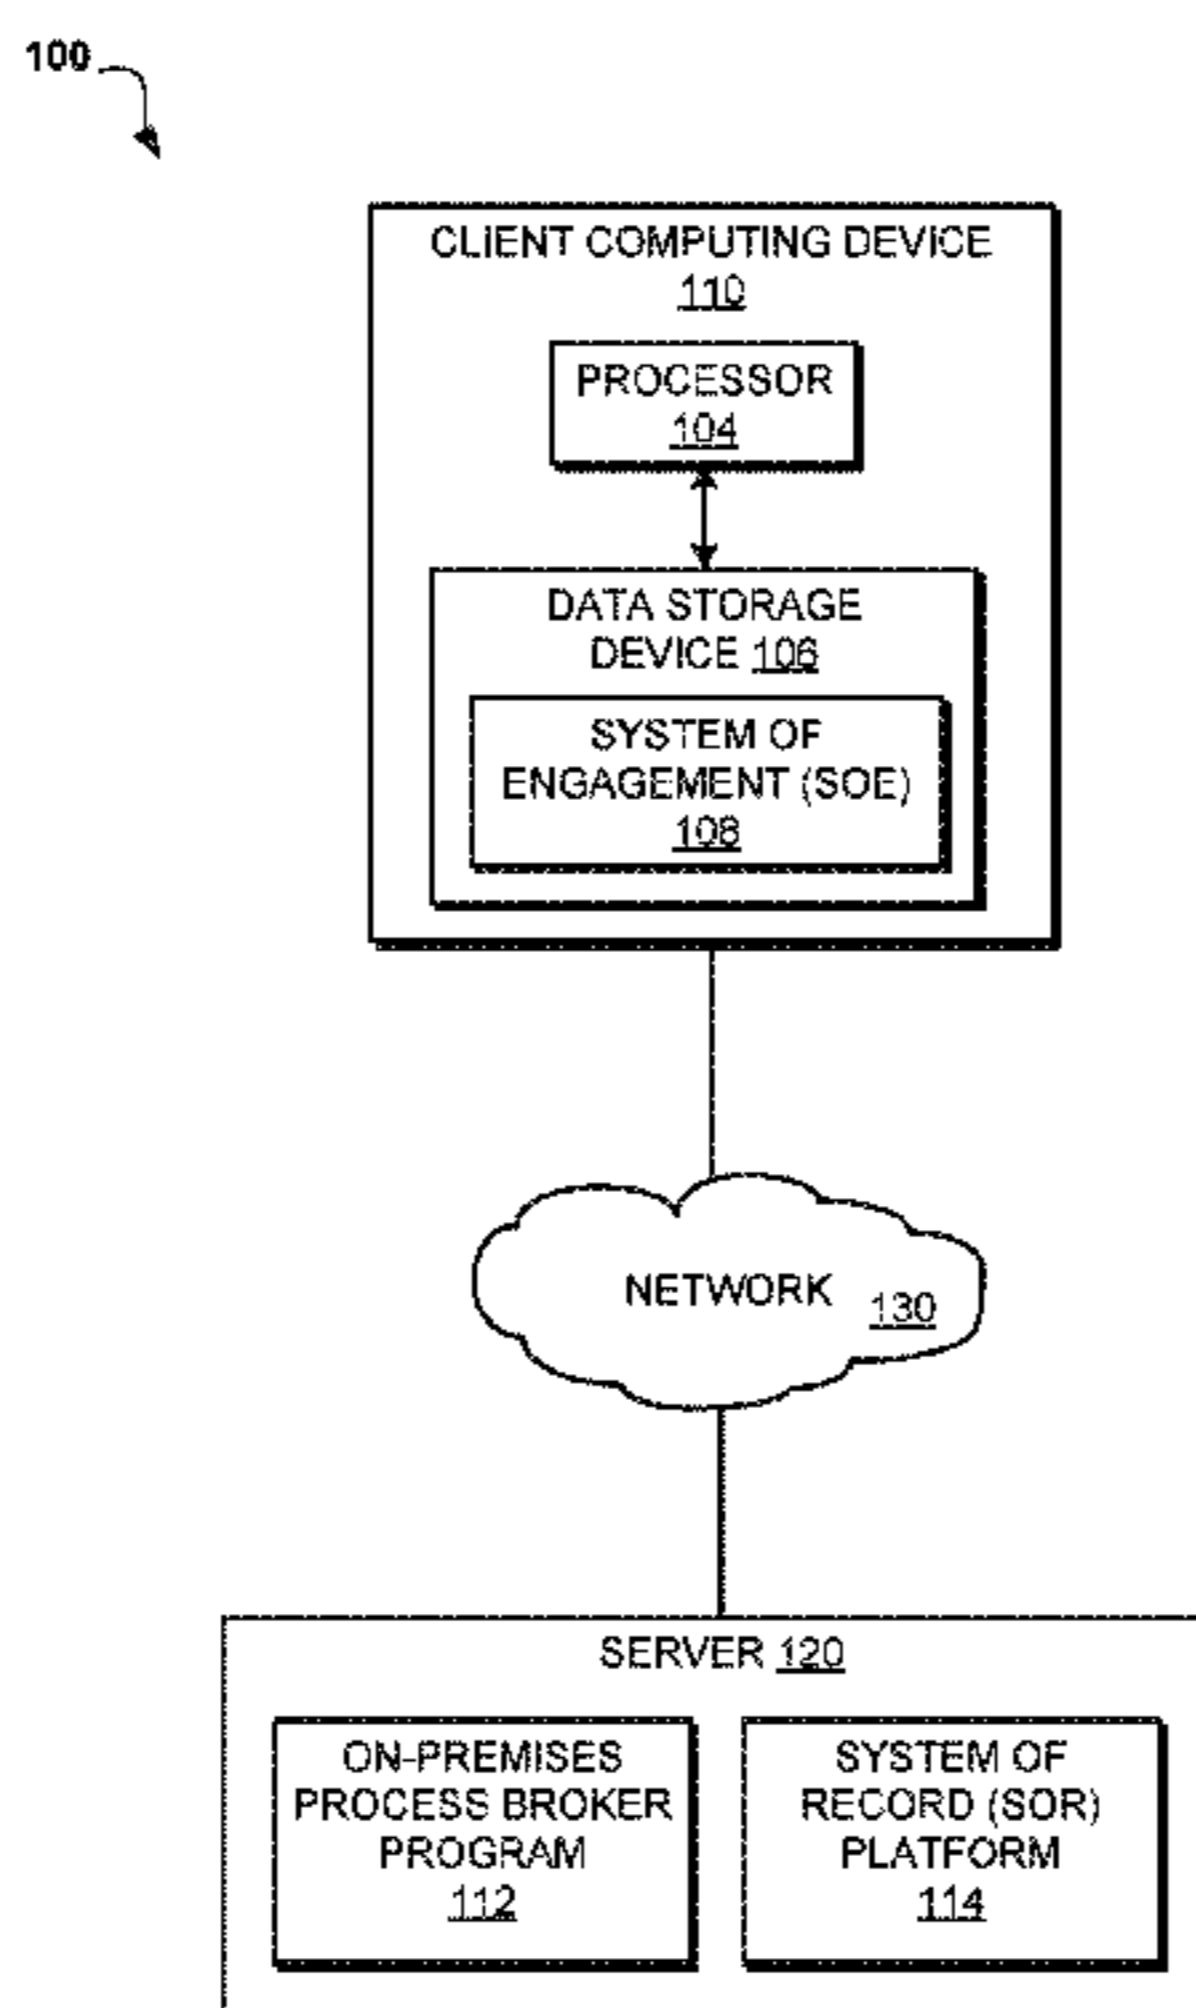 100
CLIENT COMPUTING DEVICE
110
PROCESSOR
104
DATA STORAGE
DEVICE 106
SYSTEM OF
ENGAGEMENT (SOE)
108
NETWORK 130
SERVER 120
ON-PREMISES
PROCESS BROKER
PROGRAM
112
SYSTEM OF
RECORD (SOR)
PLATFORM
114